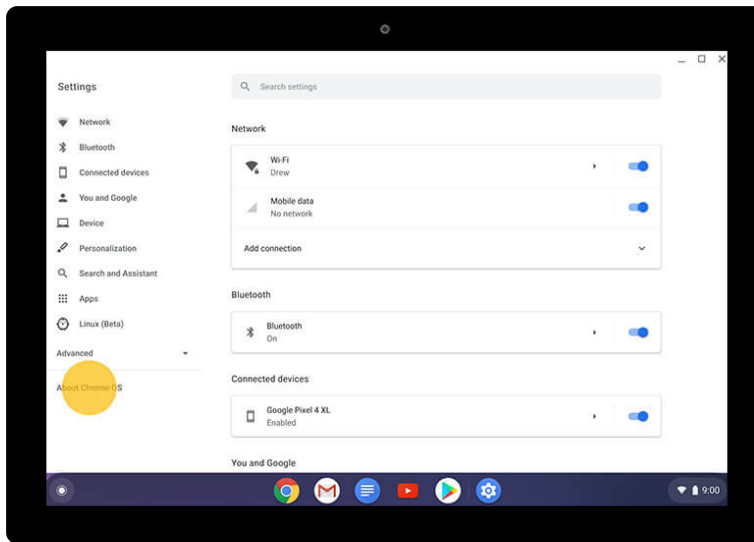 Settings
Search settings
Network
Bluetooth
Connected devices
You and Google
Device
Personalization
Search and Assistant
Apps
Linux (Beta)
Advanced
About Chrome OS
Network
Wi-Fi
Drew
Mobile data
No network
Add connection
Bluetooth
Bluetooth
On
Connected devices
Google Pixel 4 XL
Enabled
You and Google
9:00